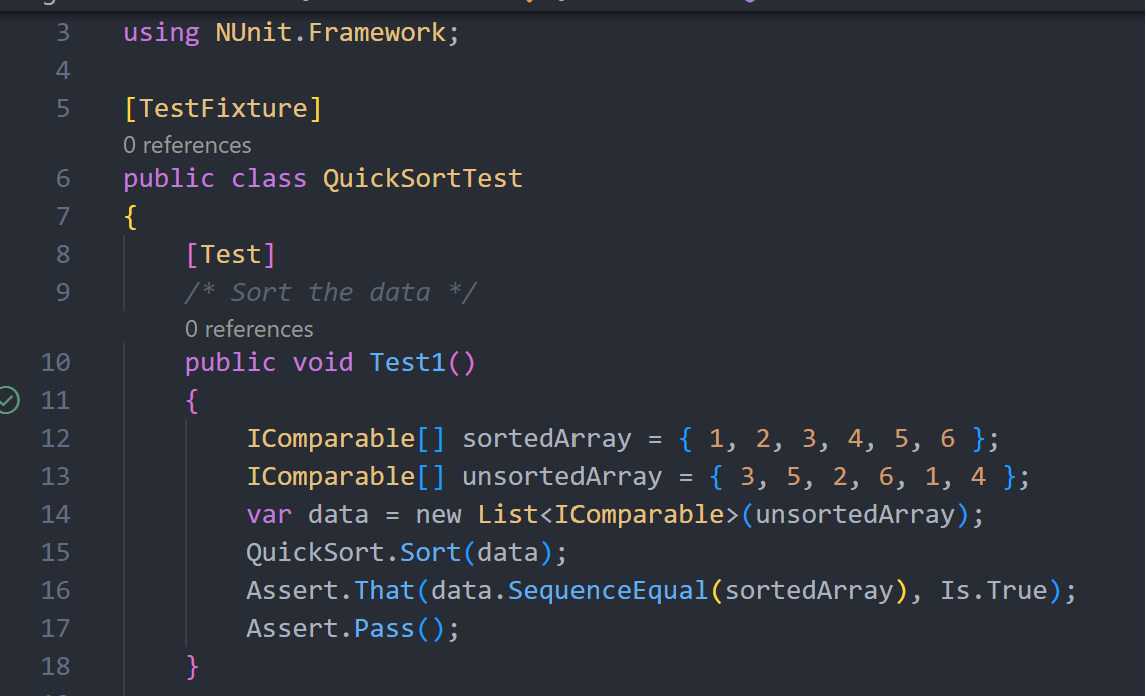 3 using NUnit.Framework;
4
5 [TestFixture]
0 references
6 public class QuickSortTest
7 {
8 [Test]
9 /* Sort the data */
0 references
10 public void Test1()
11 {
12 IComparable[] sortedArray = { 1, 2, 3, 4, 5, 6 };
13 IComparable[] unsortedArray = { 3, 5, 2, 6, 1, 4 };
14 var data = new List<IComparable>(unsortedArray);
15 QuickSort.Sort(data);
16 Assert.That(data.SequenceEqual(sortedArray), Is.True);
17 Assert.Pass();
18 }